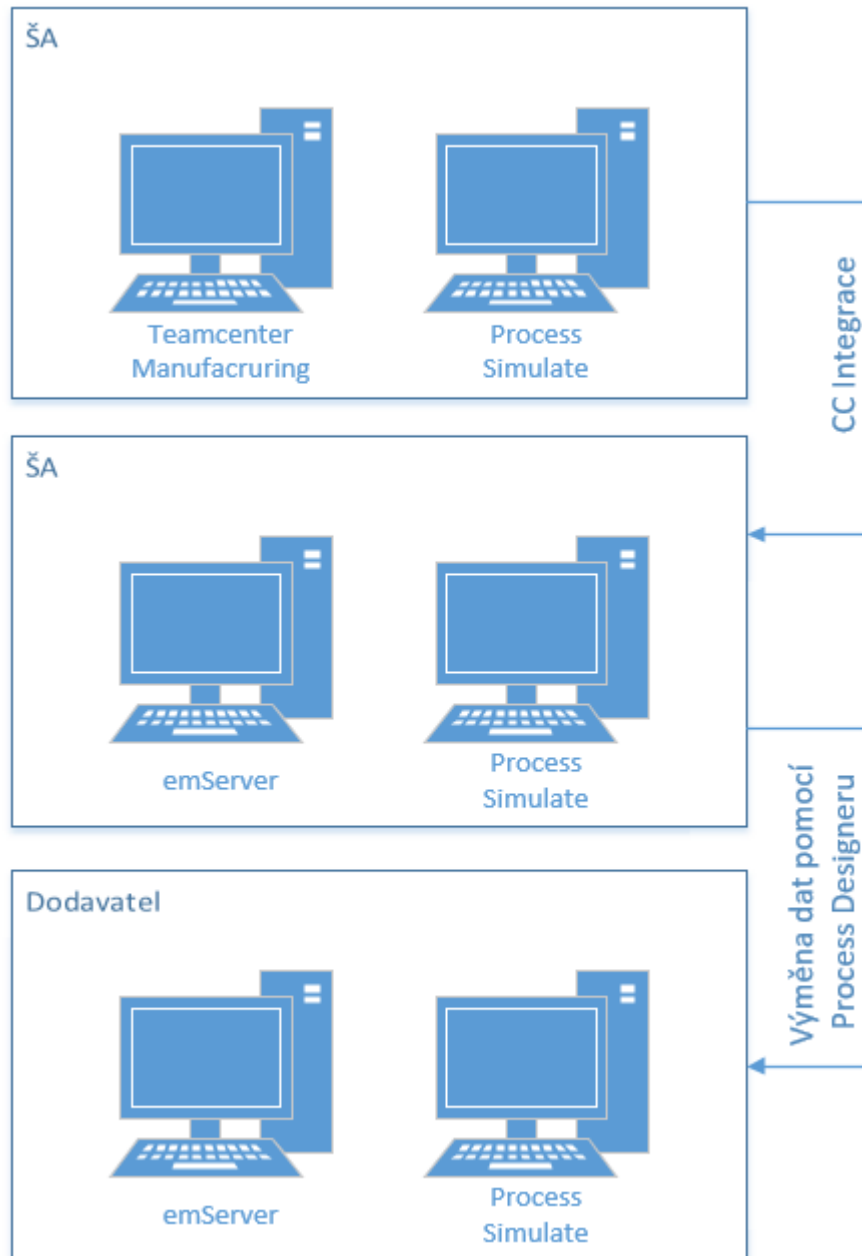 ŠA
Teamcenter
Manufacruring
Process
Simulate
CC Integrace
ŠA
emServer
Process
Simulate
Výměna dat pomocí
Process Designeru
Dodavatel
emServer
Process
Simulate